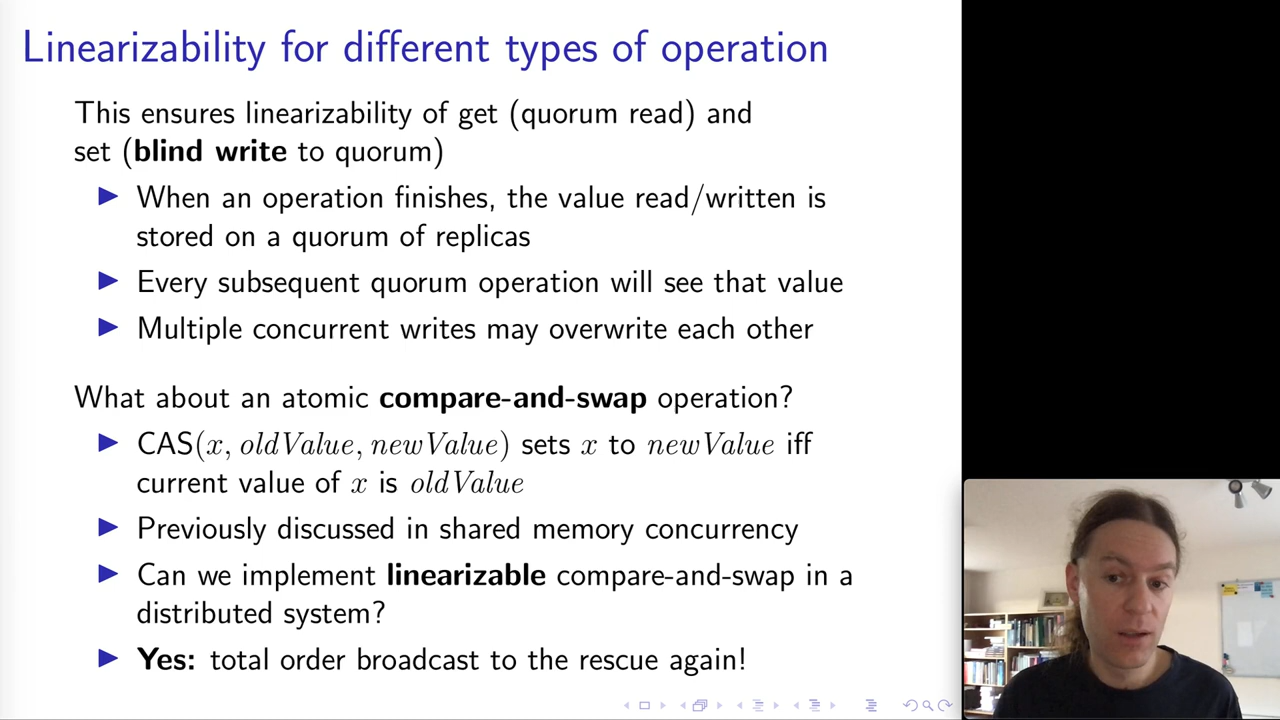 Linearizability for different types of operation
This ensures linearizability of get (quorum read) and
set (blind write to quorum)
▶ When an operation finishes, the value read/written is
stored on a quorum of replicas
▶ Every subsequent quorum operation will see that value
▶ Multiple concurrent writes may overwrite each other
What about an atomic compare-and-swap operation?
▶ CAS(x, oldValue, newValue) sets x to newValue iff
current value of x is oldValue
▶ Previously discussed in shared memory concurrency
▶ Can we implement linearizable compare-and-swap in a
distributed system?
▶ Yes: total order broadcast to the rescue again!